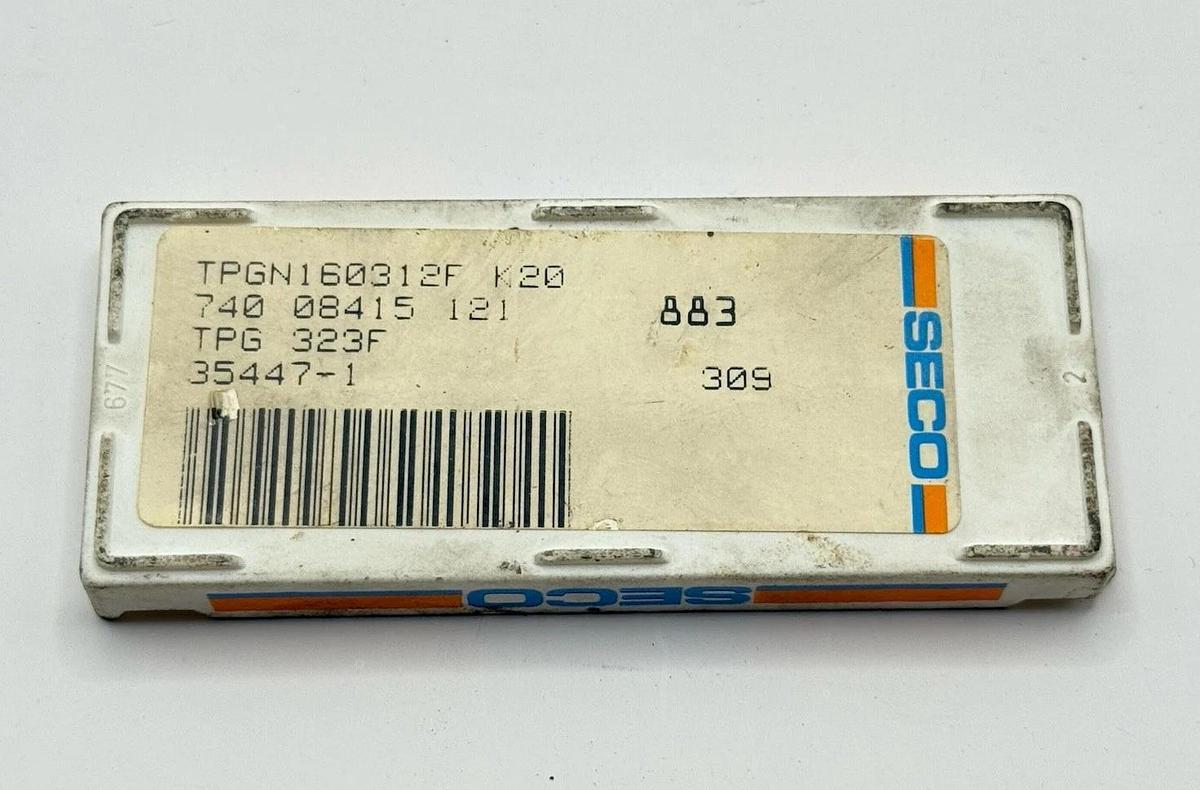 TPGN160312F K20
740 08415 121 883
TPG 323F
35447-1 309
SECO
SECO
677
2